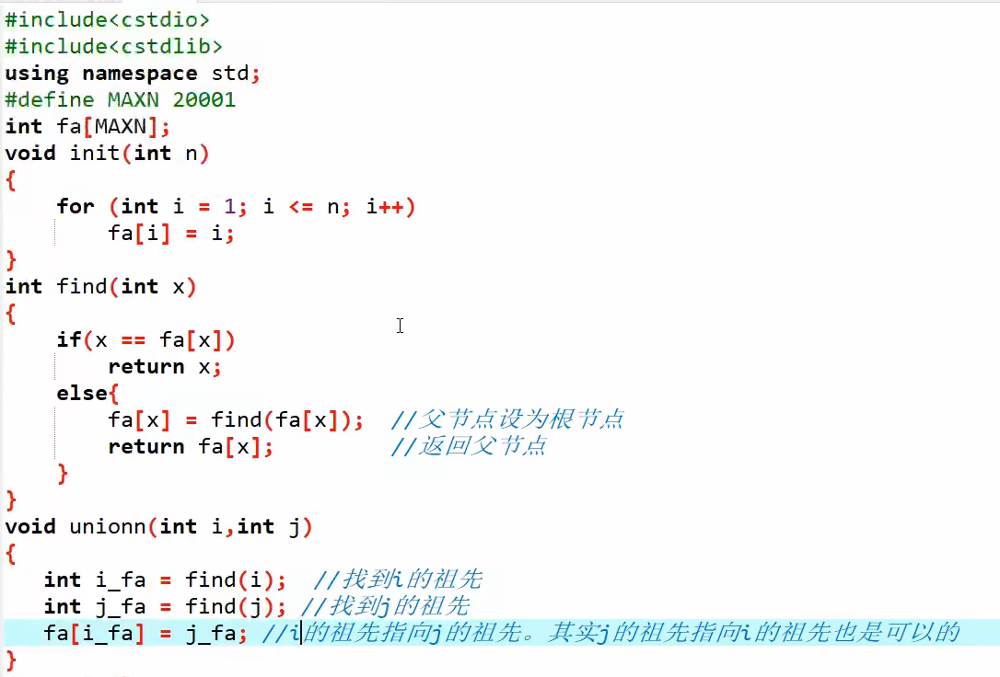 #include<cstdio>
#include<cstdlib>
using namespace std;
#define MAXN 20001
int fa[MAXN];
void init(int n)
{
    for (int i = 1; i <= n; i++)
        fa[i] = i;
}
int find(int x)
{
    if(x == fa[x])
        return x;
    else{
        fa[x] = find(fa[x]);  //父节点设为根节点
        return fa[x];         //返回父节点
    }
}
void unionn(int i,int j)
{
   int i_fa = find(i);  //找到i的祖先
   int j_fa = find(j); //找到j的祖先
   fa[i_fa] = j_fa; //i的祖先指向j的祖先。其实j的祖先指向i的祖先也是可以的
}